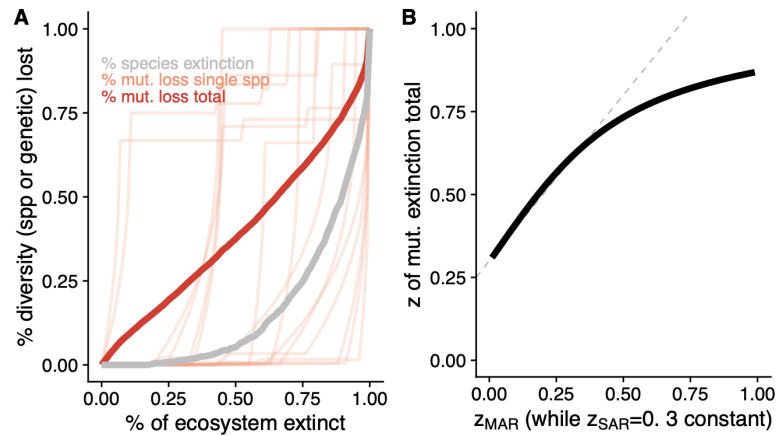 A
% diversity (spp or genetic) lost
1.00
0.75
0.50
0.25
0.00
% species extinction
% mut. loss single spp
% mut. loss total
0.00 0.25 0.50 0.75 1.00
% of ecosystem extinct
B
z of mut. extinction total
1.00
0.75
0.50
0.25
0.00
0.00 0.25 0.50 0.75 1.00
zMAR (while zSAR=0. 3 constant)